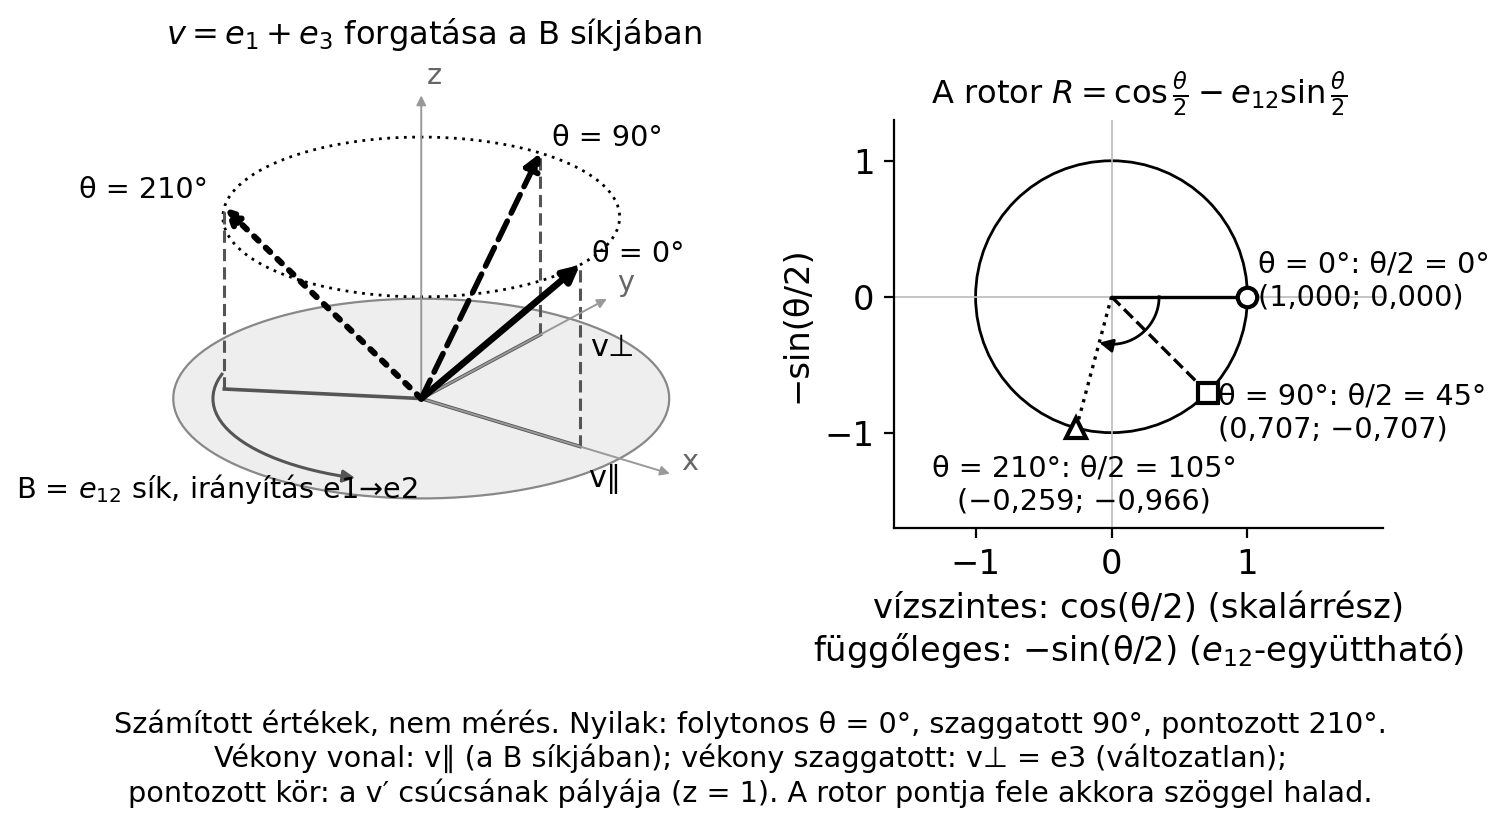 v = e₁ + e₃ forgatása a B síkjában
z
θ = 90°
θ = 210°
θ = 0°
y
v⊥
x
v∥
B = e₁₂ sík, irányítás e1→e2
A rotor R = cos θ/2 − e₁₂ sin θ/2
1
0
−1
−sin(θ/2)
θ = 0°: θ/2 = 0°
(1,000; 0,000)
θ = 90°: θ/2 = 45°
(0,707; −0,707)
θ = 210°: θ/2 = 105°
(−0,259; −0,966)
−1 0 1
vízszintes: cos(θ/2) (skalárrész)
függőleges: −sin(θ/2) (e₁₂-együttható)
Számított értékek, nem mérés. Nyilak: folytonos θ = 0°, szaggatott 90°, pontozott 210°.
Vékony vonal: v∥ (a B síkjában); vékony szaggatott: v⊥ = e3 (változatlan);
pontozott kör: a v′ csúcsának pályája (z = 1). A rotor pontja fele akkora szöggel halad.